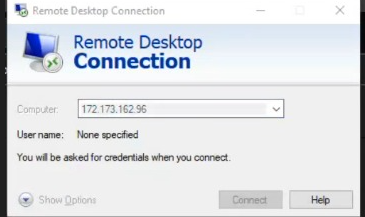 Remote Desktop Connection
Remote Desktop
Connection
Computer: 172.173.162.96
User name: None specified
You will be asked for credentials when you connect.
Show Options
Connect Help